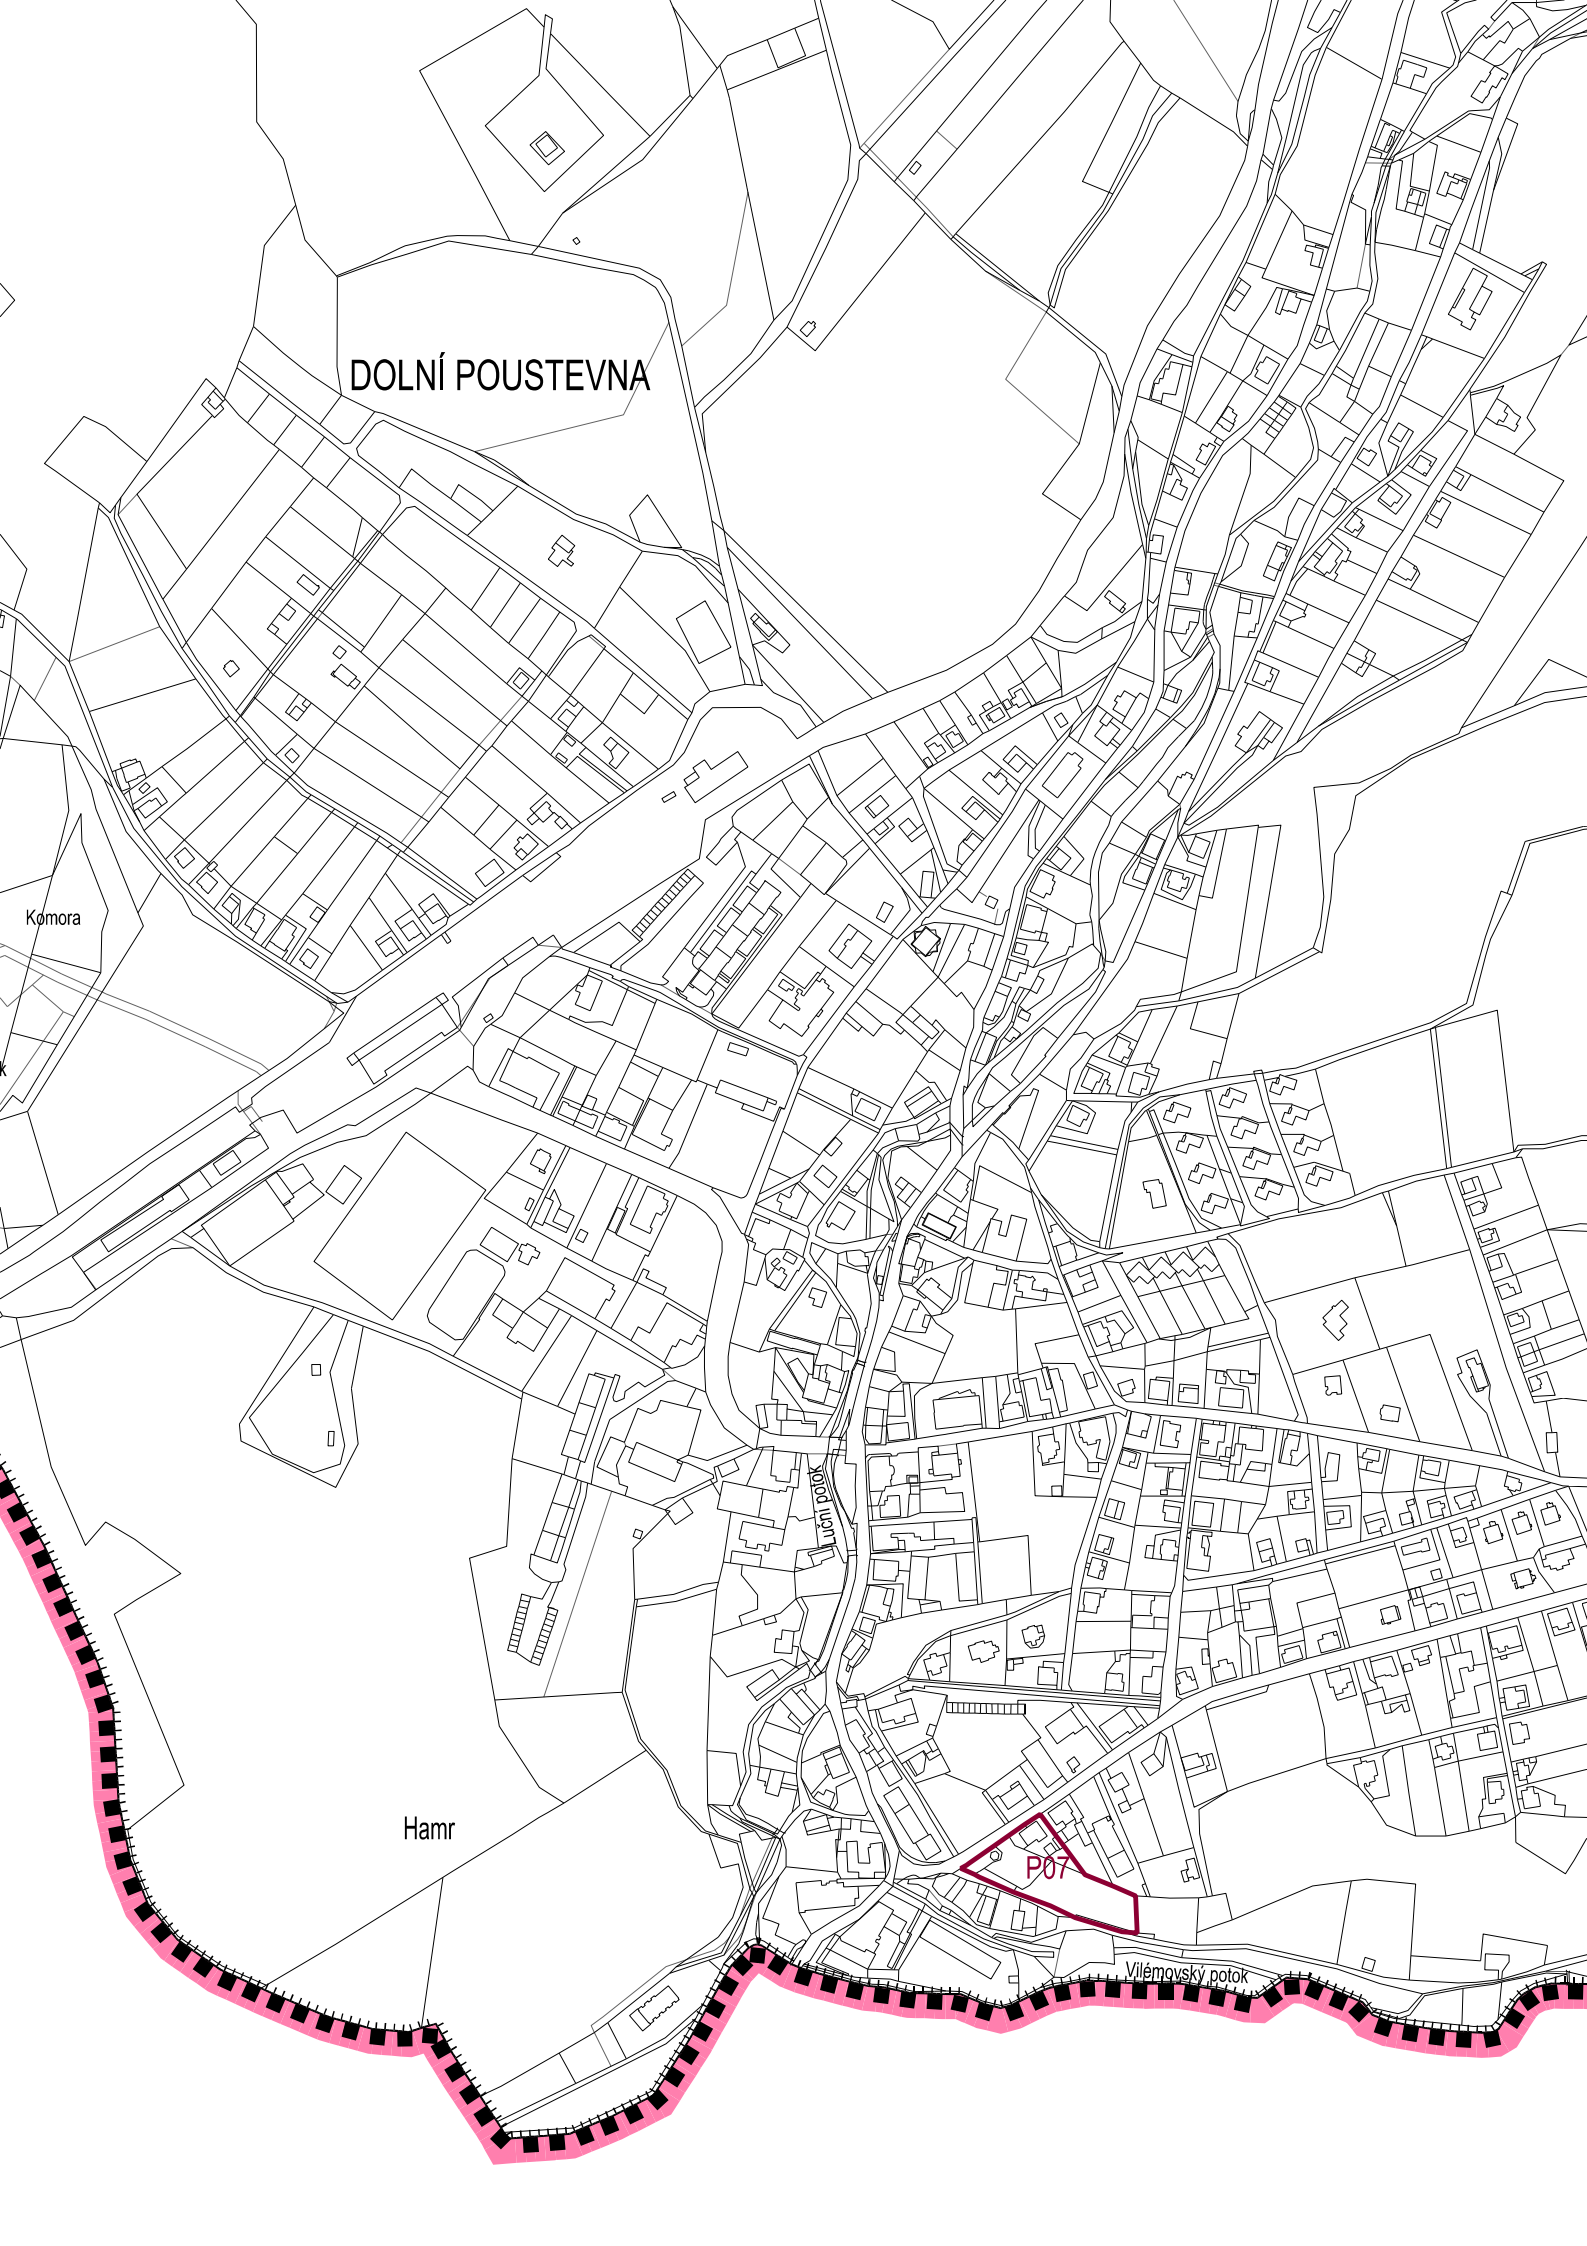 DOLNÍ POUSTEVNA
Komora
k
Luční potok
Hamr
P07
Vilémovský potok